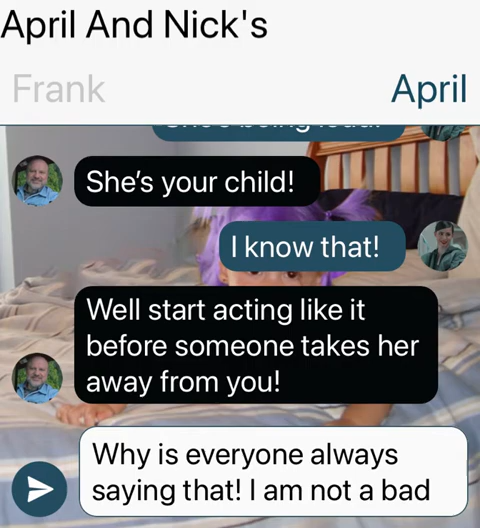 April And Nick's
Frank
April
She's your child!
I know that!
Well start acting like it
before someone takes her
away from you!
Why is everyone always
saying that! I am not a bad